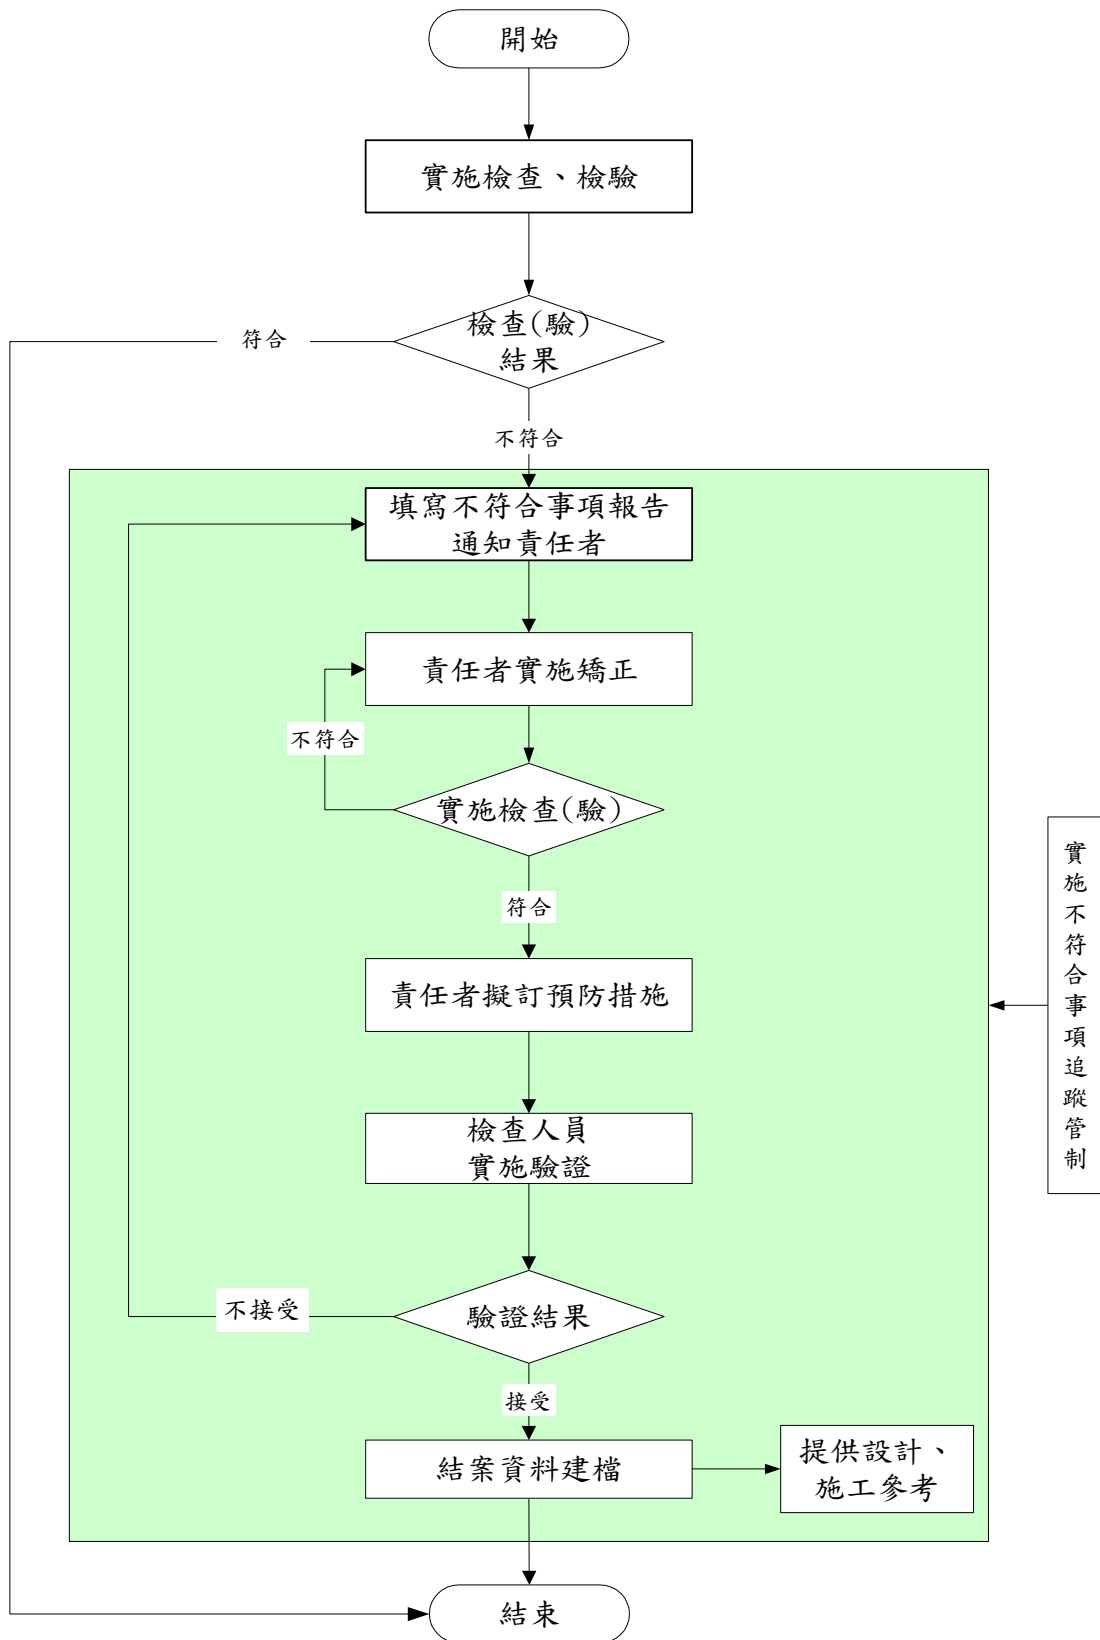 開始
實施檢查、檢驗
檢查(驗)
結果
符合
不符合
填寫不符合事項報告
通知責任者
責任者實施矯正
不符合
實施檢查(驗)
符合
責任者擬訂預防措施
實施不符合事項追蹤管制
檢查人員
實施驗證
不接受
驗證結果
接受
結案資料建檔
提供設計、
施工參考
結束